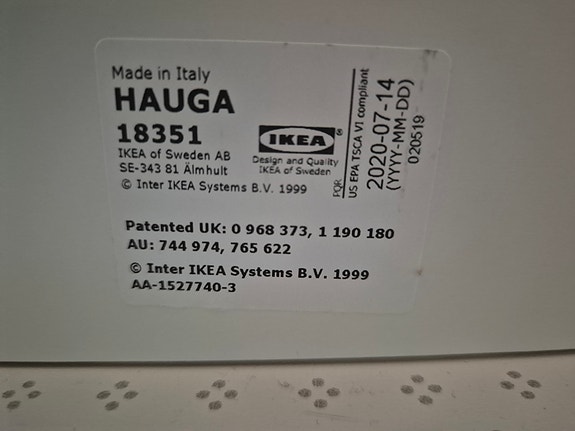 Made in Italy
HAUGA
18351
IKEA of Sweden AB
SE-343 81 Älmhult
© Inter IKEA Systems B.V. 1999
IKEA®
Design and Quality
IKEA of Sweden
PQR
US EPA TSCA VI compliant
2020-07-14
(YYYY-MM-DD)
020519
Patented UK: 0 968 373, 1 190 180
AU: 744 974, 765 622
© Inter IKEA Systems B.V. 1999
AA-1527740-3